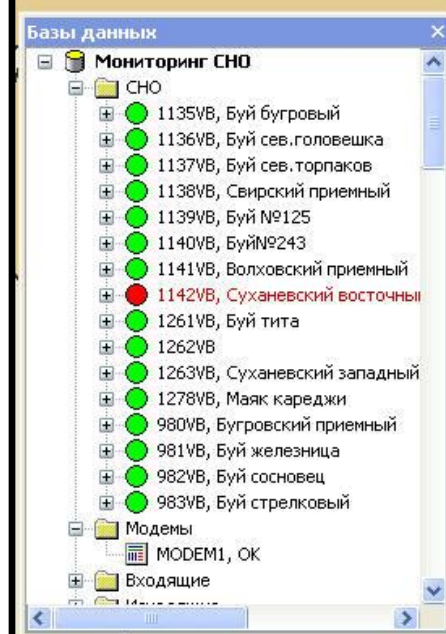 Базы данных
Мониторинг СНО
СНО
1135VB, Буй бугровый
1136VB, Буй сев.головешка
1137VB, Буй сев.торпаков
1138VB, Свирский приемный
1139VB, Буй №125
1140VB, Буй№243
1141VB, Волховский приемный
1142VB, Суханевский восточны
1261VB, Буй тита
1262VB
1263VB, Суханевский западный
1278VB, Маяк кареджи
980VB, Бугровский приемный
981VB, Буй железница
982VB, Буй сосновец
983VB, Буй стрелковый
Модемы
MODEM1, OK
Входящие